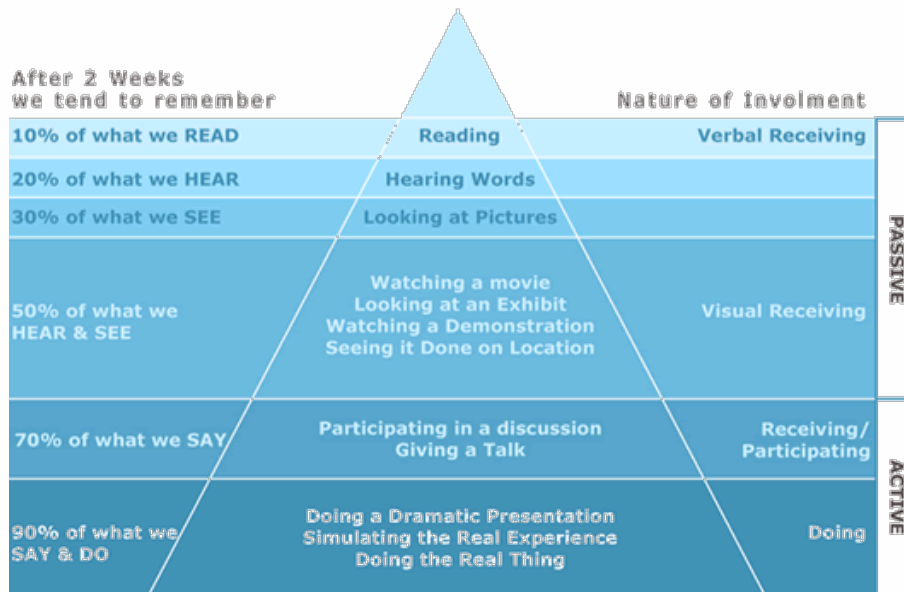 After 2 Weeks
we tend to remember
Nature of Involment
10% of what we READ
Reading
Verbal Receiving
20% of what we HEAR
Hearing Words
30% of what we SEE
Looking at Pictures
50% of what we
HEAR & SEE
Watching a movie
Looking at an Exhibit
Watching a Demonstration
Seeing it Done on Location
Visual Receiving
PASSIVE
70% of what we SAY
Participating in a discussion
Giving a Talk
Receiving/
Participating
90% of what we
SAY & DO
Doing a Dramatic Presentation
Simulating the Real Experience
Doing the Real Thing
Doing
ACTIVE